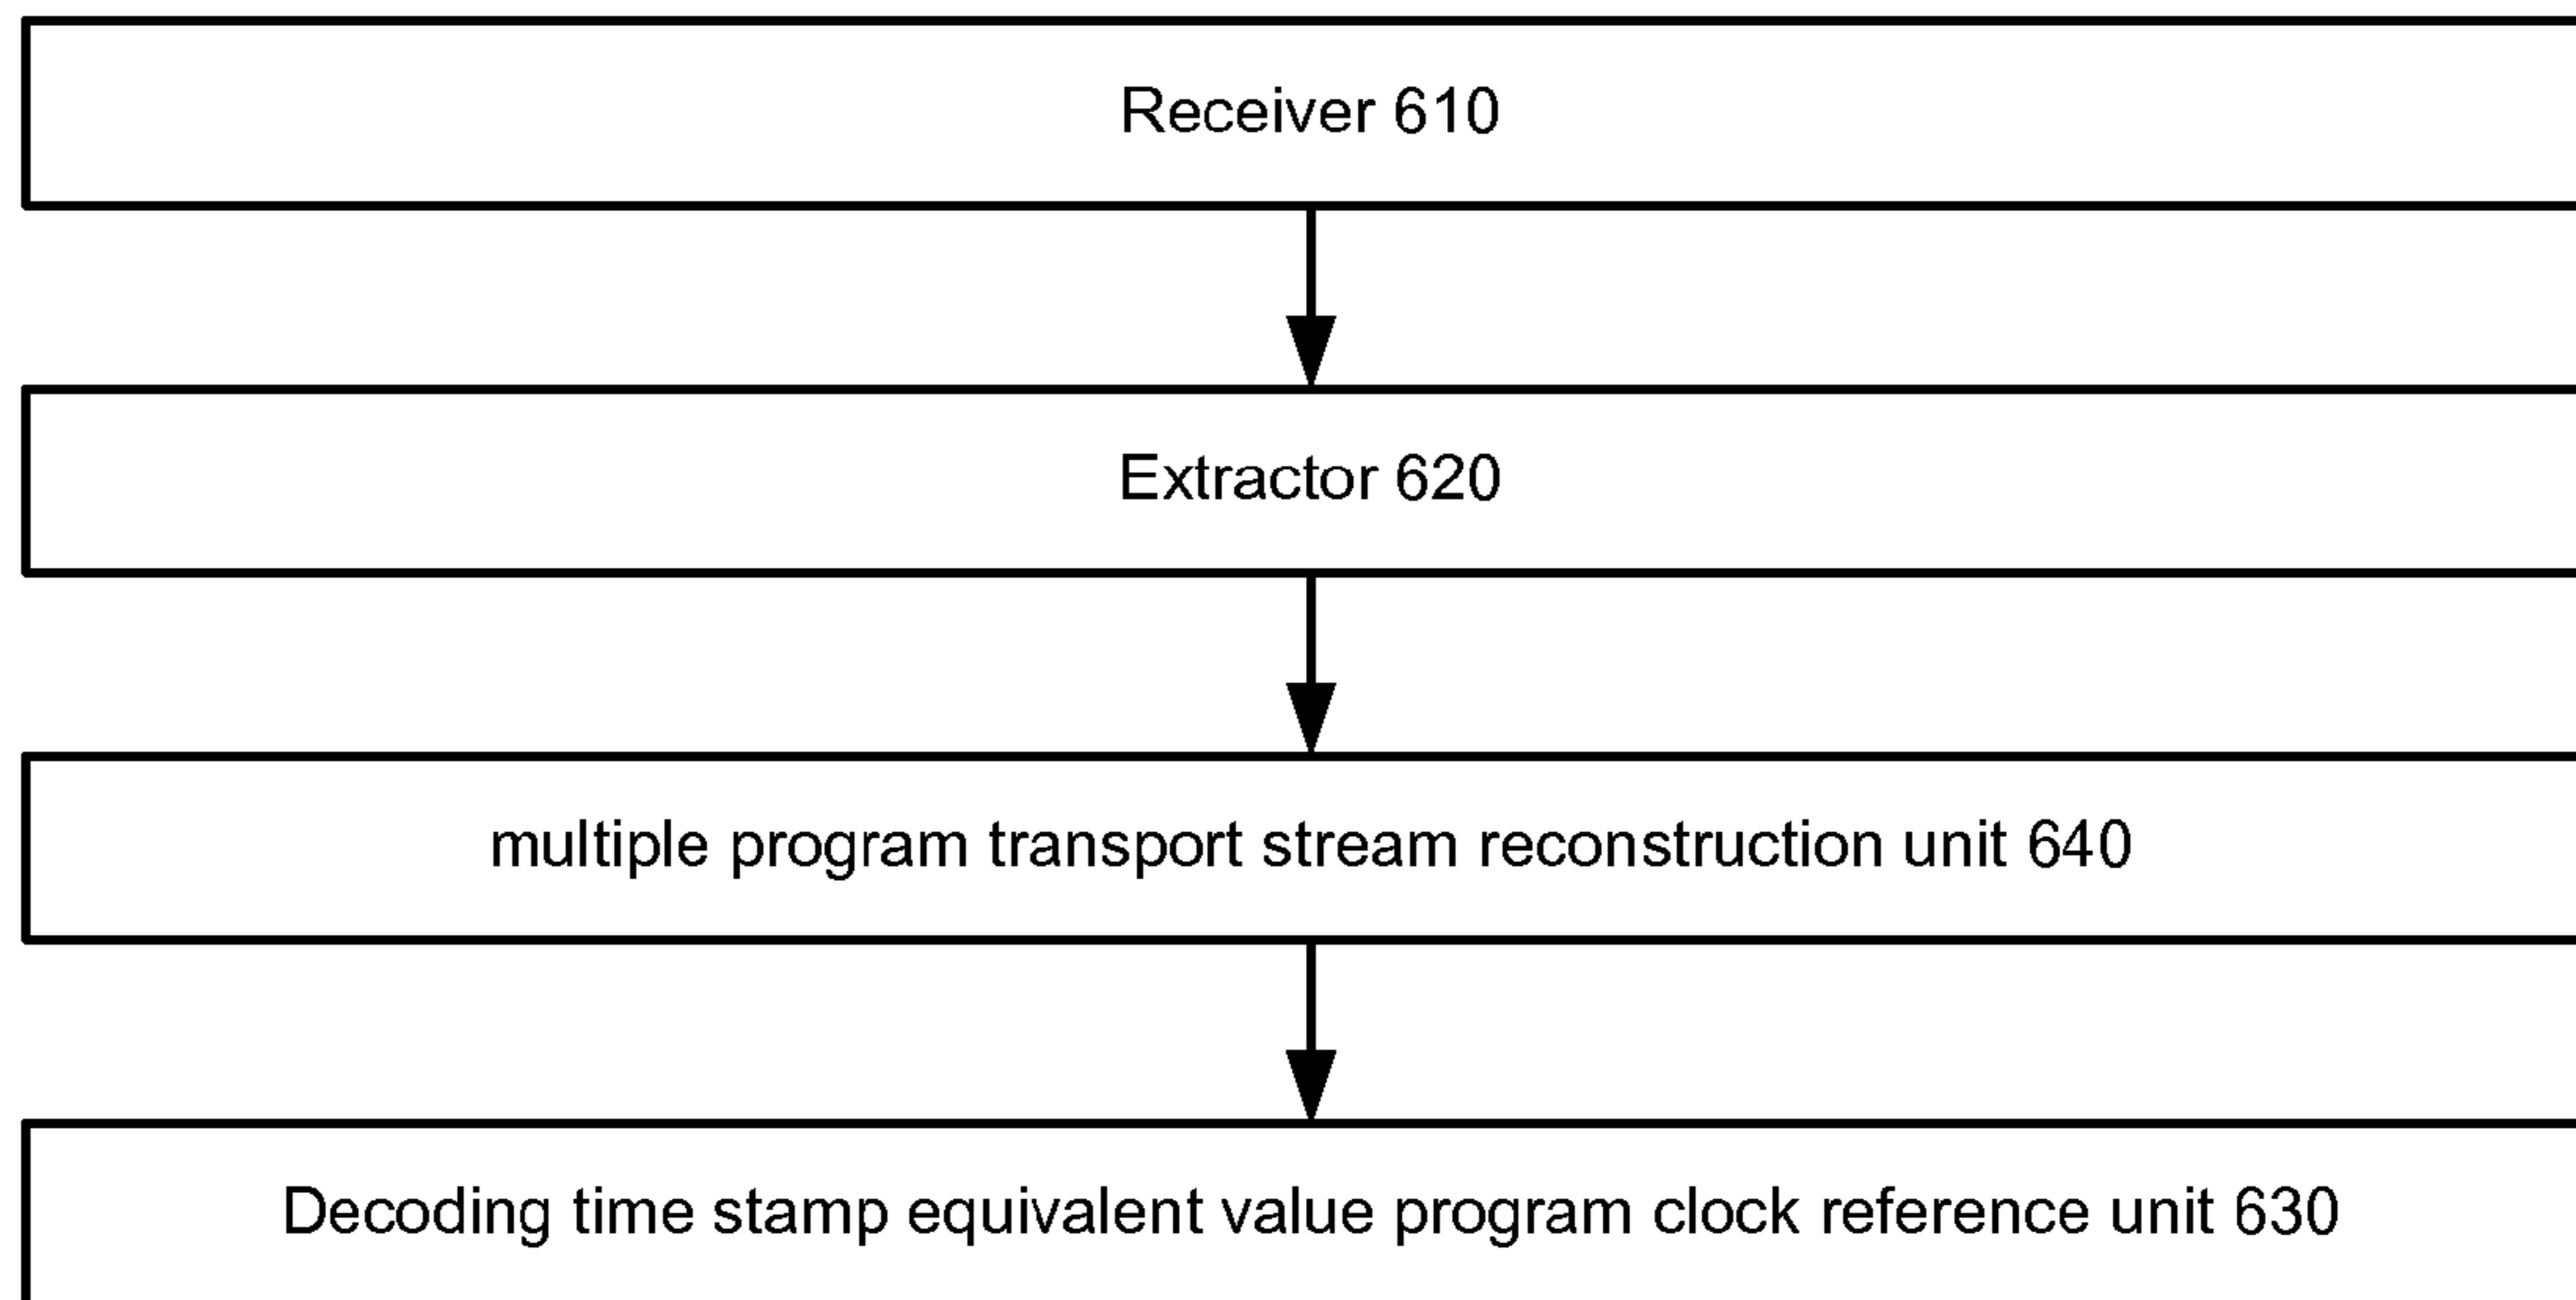 Receiver 610
Extractor 620
multiple program transport stream reconstruction unit 640
Decoding time stamp equivalent value program clock reference unit 630